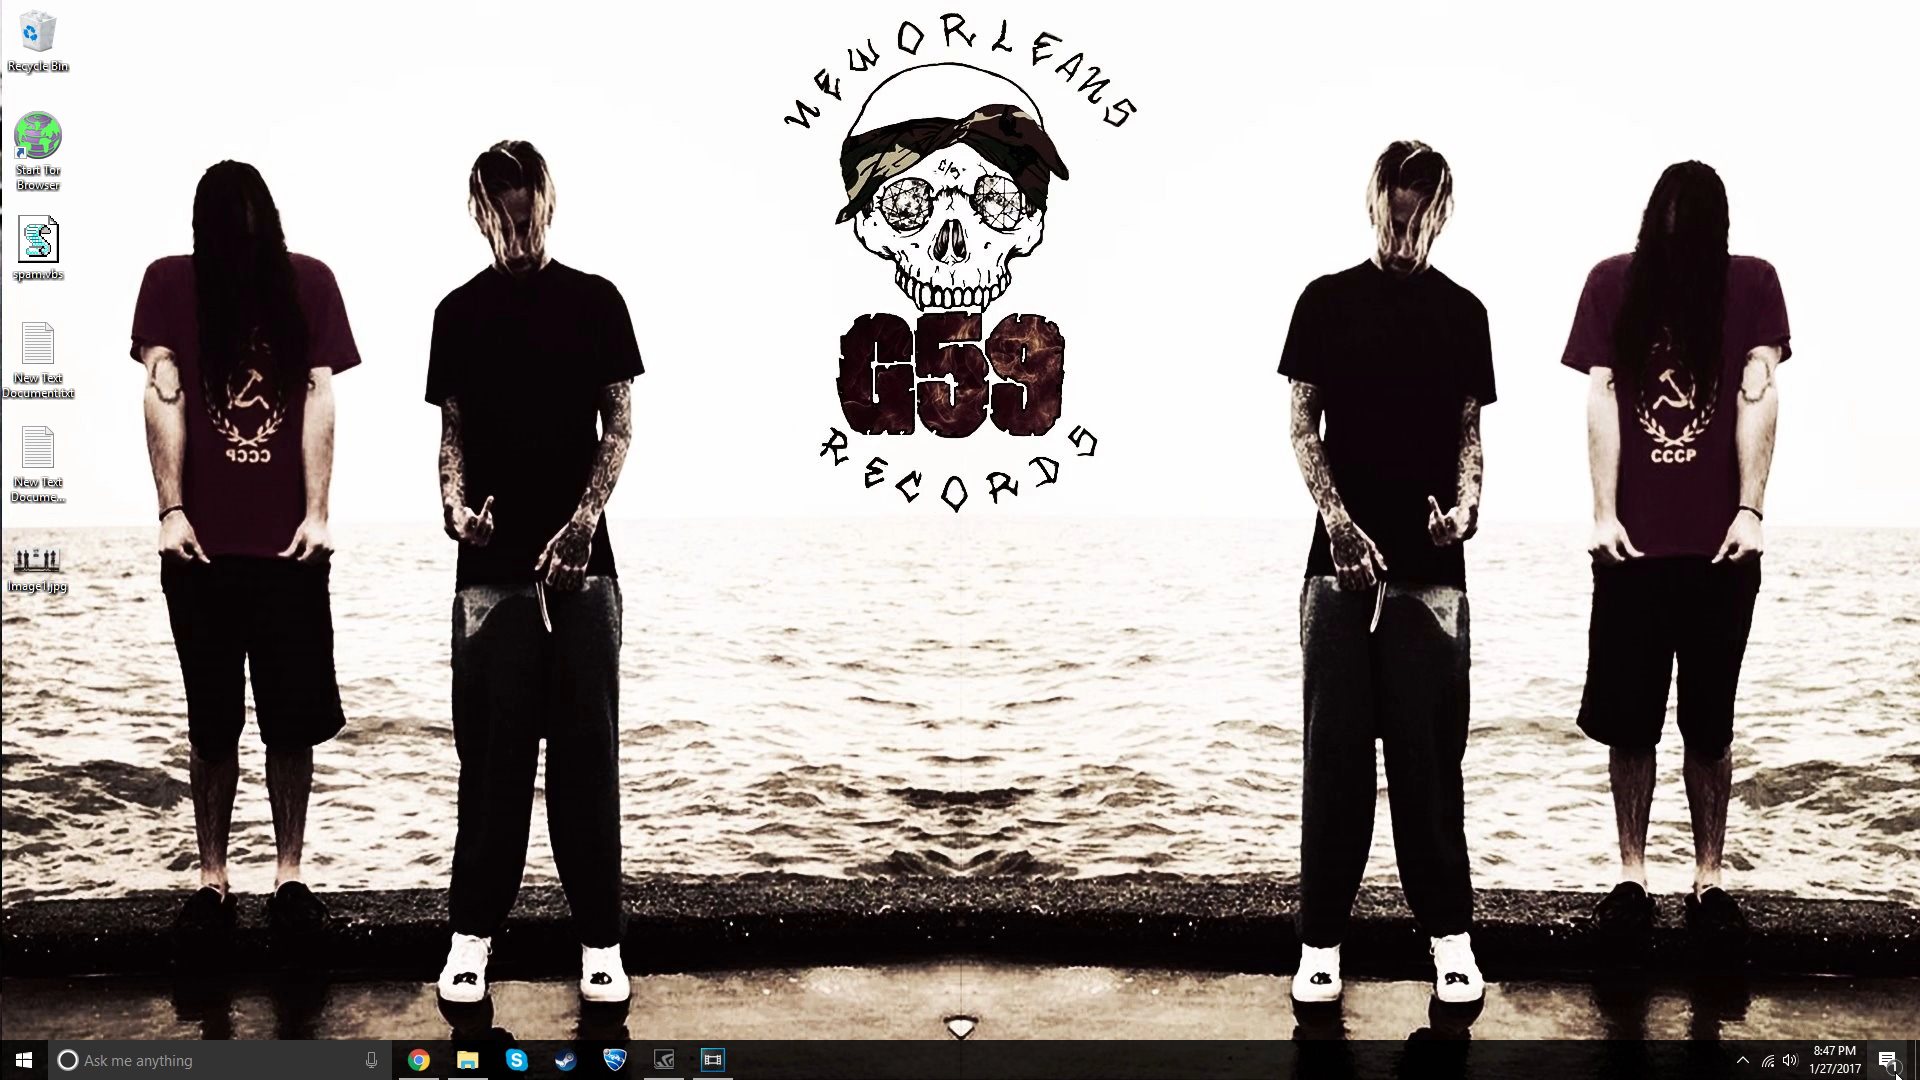 Recycle Bin
Start Tor
Browser
spam.vbs
New Text
Document.txt
New Text
Docume...
Image1.jpg
NEW ORLEANS
G59
RECORDS
CCCP
CCCP
Ask me anything
8:47 PM
1/27/2017
1